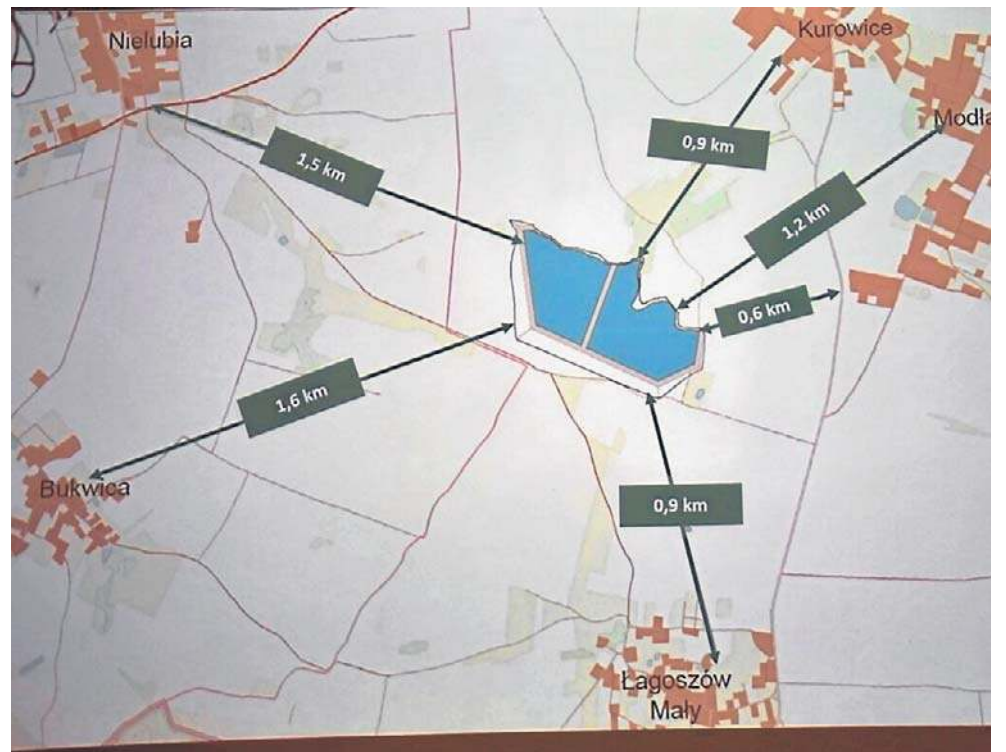 Nielubia
Kurowice
Modła
1,5 km
0,9 km
1,2 km
0,6 km
1,6 km
Bukwica
0,9 km
Łagoszów
Mały